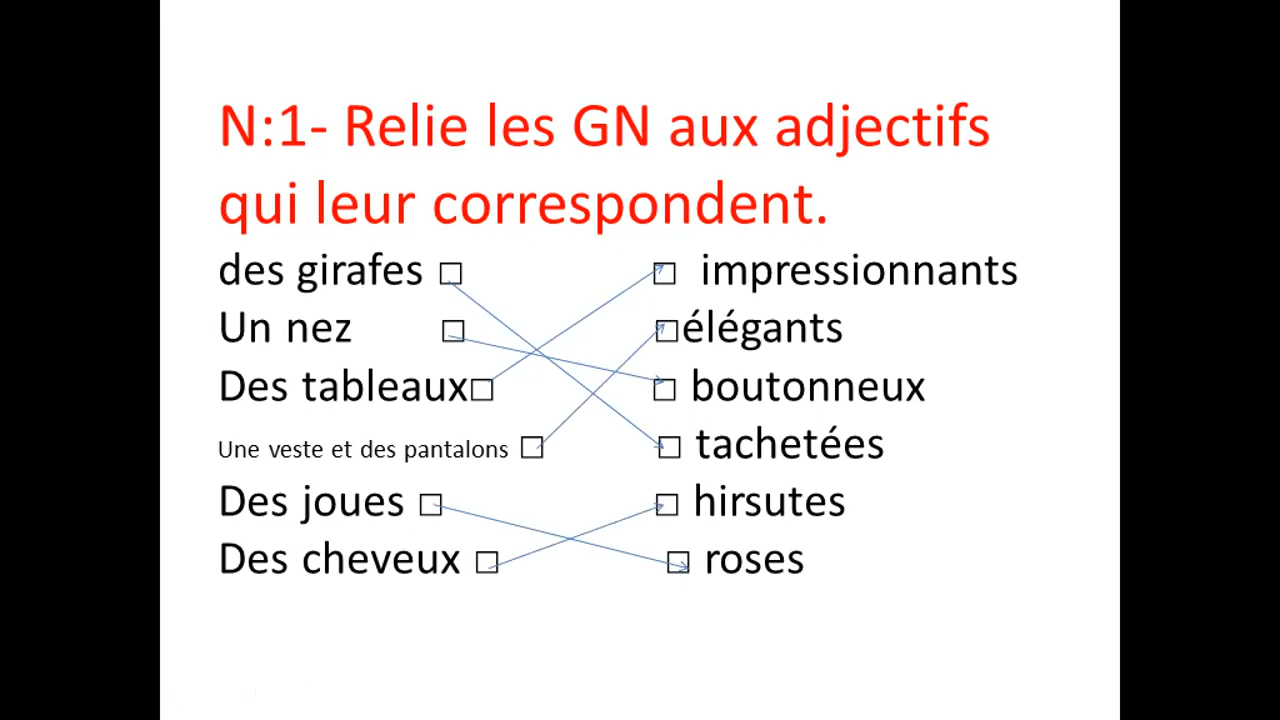 N:1- Relie les GN aux adjectifs
qui leur correspondent.
des girafes □ □ impressionnants
Un nez □ □élégants
Des tableaux□ □ boutonneux
Une veste et des pantalons □ □ tachetées
Des joues □ □ hirsutes
Des cheveux □ □ roses